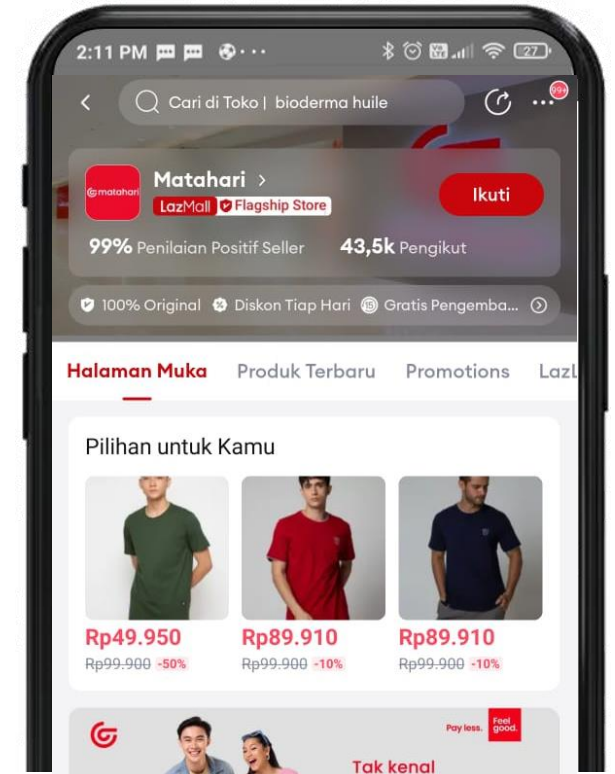 2:11 PM
27
Cari di Toko | bioderma huile
99+
matahari
Matahari >
LazMall Flagship Store
Ikuti
99% Penilaian Positif Seller 43,5k Pengikut
100% Original Diskon Tiap Hari 15 Gratis Pengemba...
Halaman Muka Produk Terbaru Promotions LazL
Pilihan untuk Kamu
Rp49.950 Rp89.910 Rp89.910
Rp99.900 -50% Rp99.900 -10% Rp99.900 -10%
Pay less. Feel good.
Tak kenal